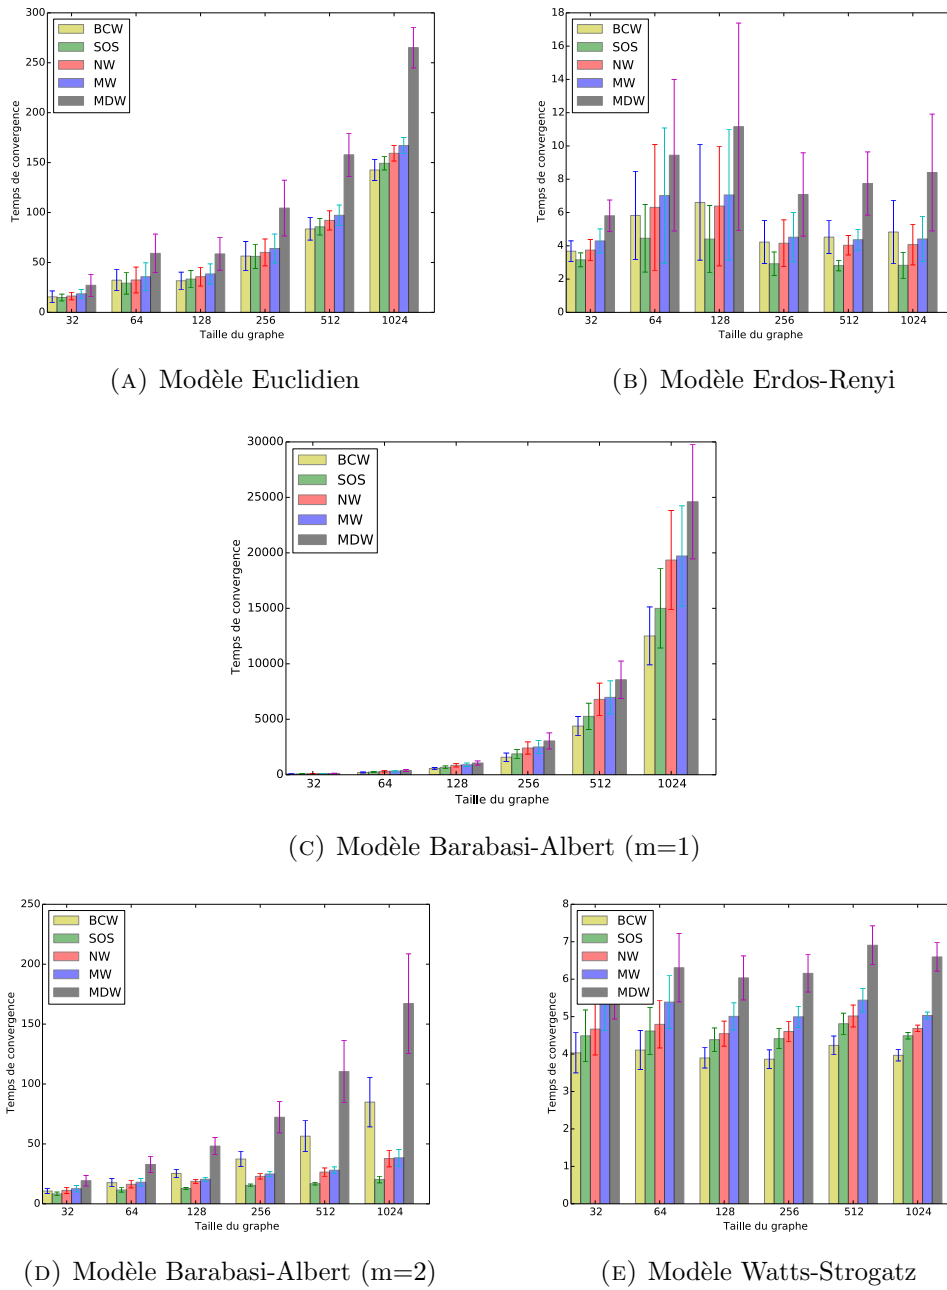 300
250
200
150
100
50
0
Temps de convergence
BCW
SOS
NW
MW
MDW
32 64 128 256 512 1024
Taille du graphe
(A) Modèle Euclidien
18
16
14
12
10
8
6
4
2
0
Temps de convergence
BCW
SOS
NW
MW
MDW
32 64 128 256 512 1024
Taille du graphe
(B) Modèle Erdos-Renyi
30000
25000
20000
15000
10000
5000
0
Temps de convergence
BCW
SOS
NW
MW
MDW
32 64 128 256 512 1024
Taille du graphe
(C) Modèle Barabasi-Albert (m=1)
250
200
150
100
50
0
Temps de convergence
BCW
SOS
NW
MW
MDW
32 64 128 256 512 1024
Taille du graphe
(D) Modèle Barabasi-Albert (m=2)
8
7
6
5
4
3
2
1
0
Temps de convergence
BCW
SOS
NW
MW
MDW
32 64 128 256 512 1024
Taille du graphe
(E) Modèle Watts-Strogatz